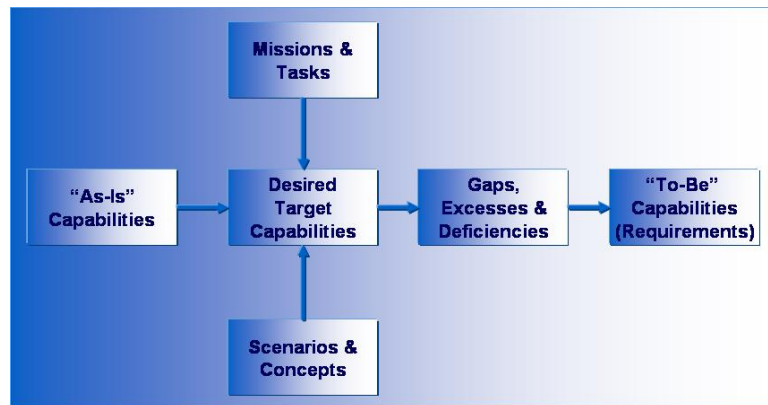 Missions &
Tasks
“As-Is”
Capabilities
Desired
Target
Capabilities
Gaps,
Excesses &
Deficiencies
“To-Be”
Capabilities
(Requirements)
Scenarios &
Concepts